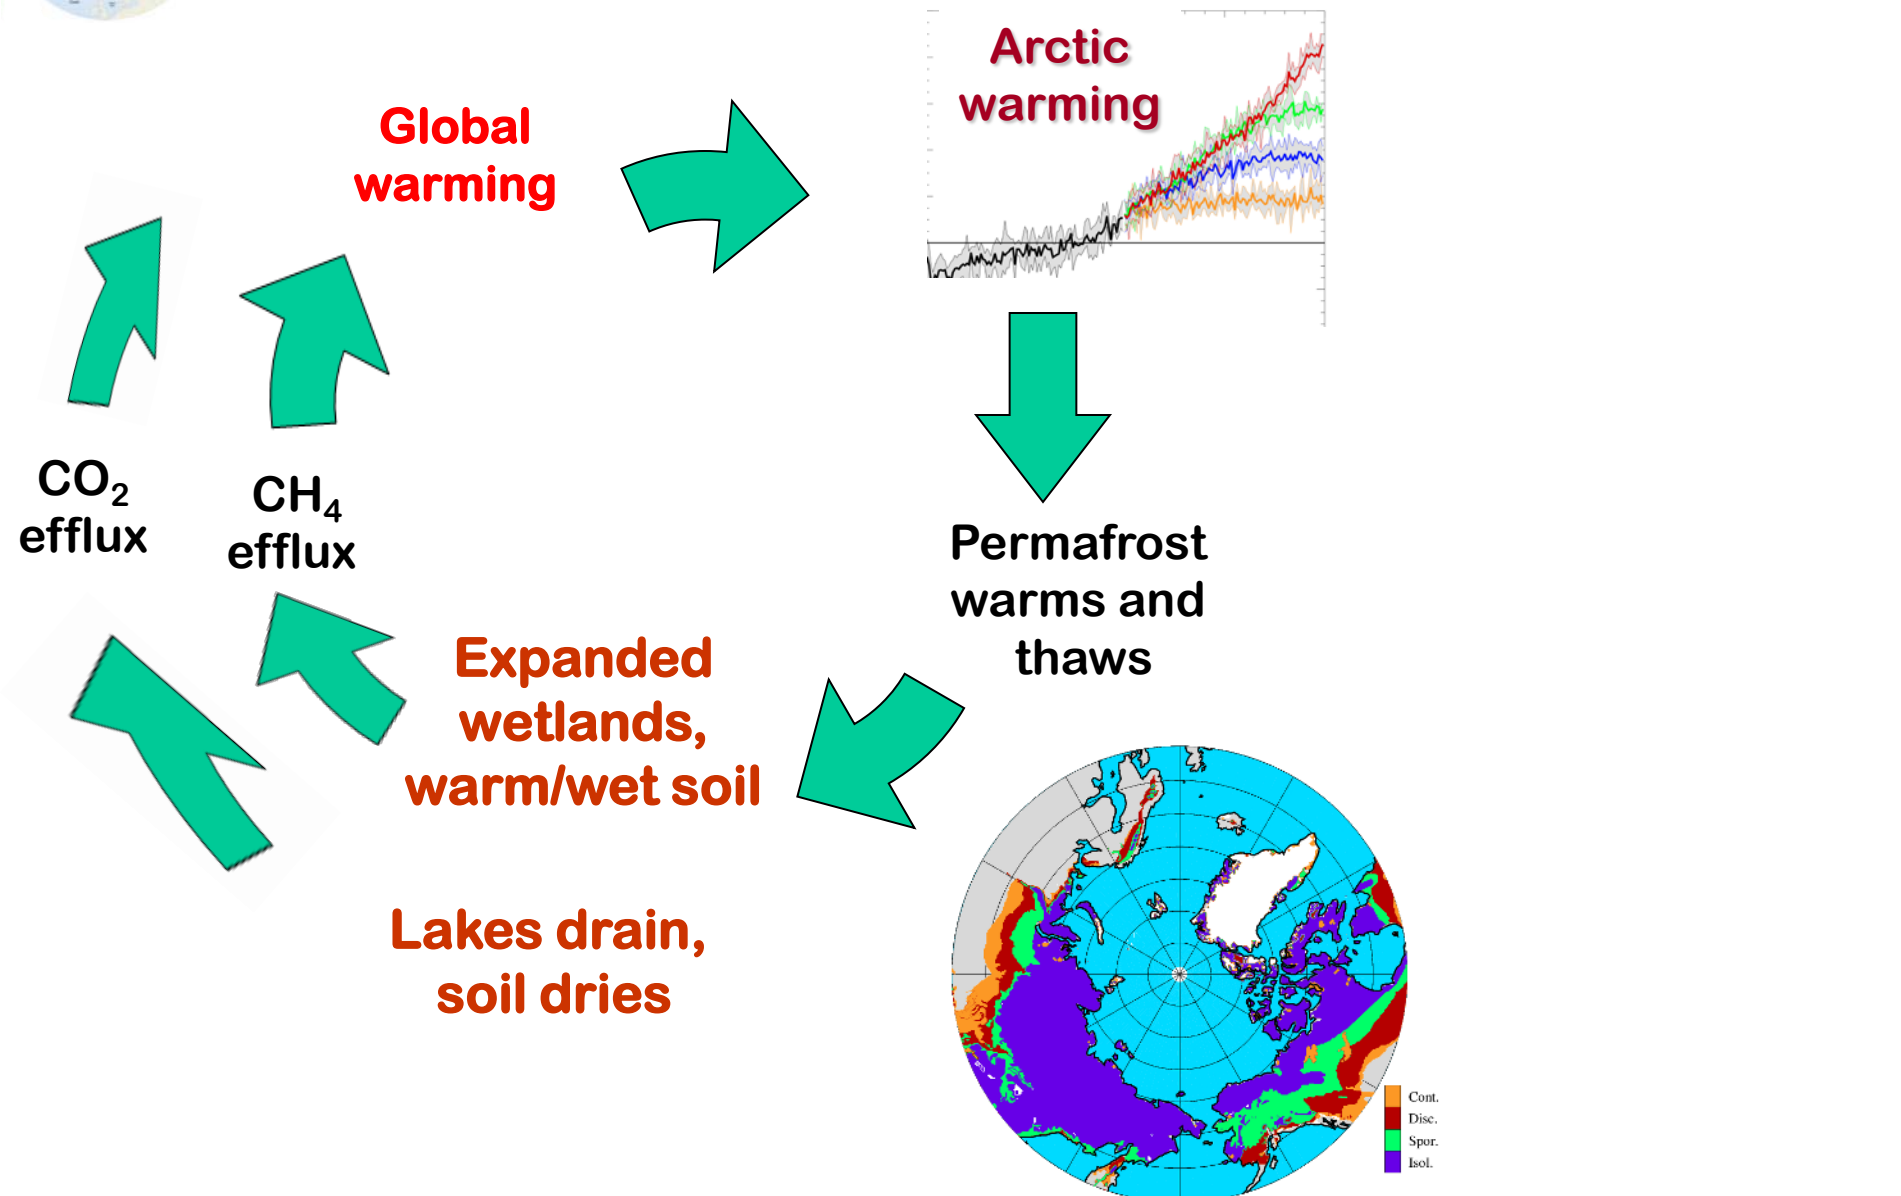 Global
warming
Arctic
warming
CO₂
efflux
CH₄
efflux
Permafrost
warms and
thaws
Expanded
wetlands,
warm/wet soil
Lakes drain,
soil dries
Cont.
Disc.
Spor.
Isol.